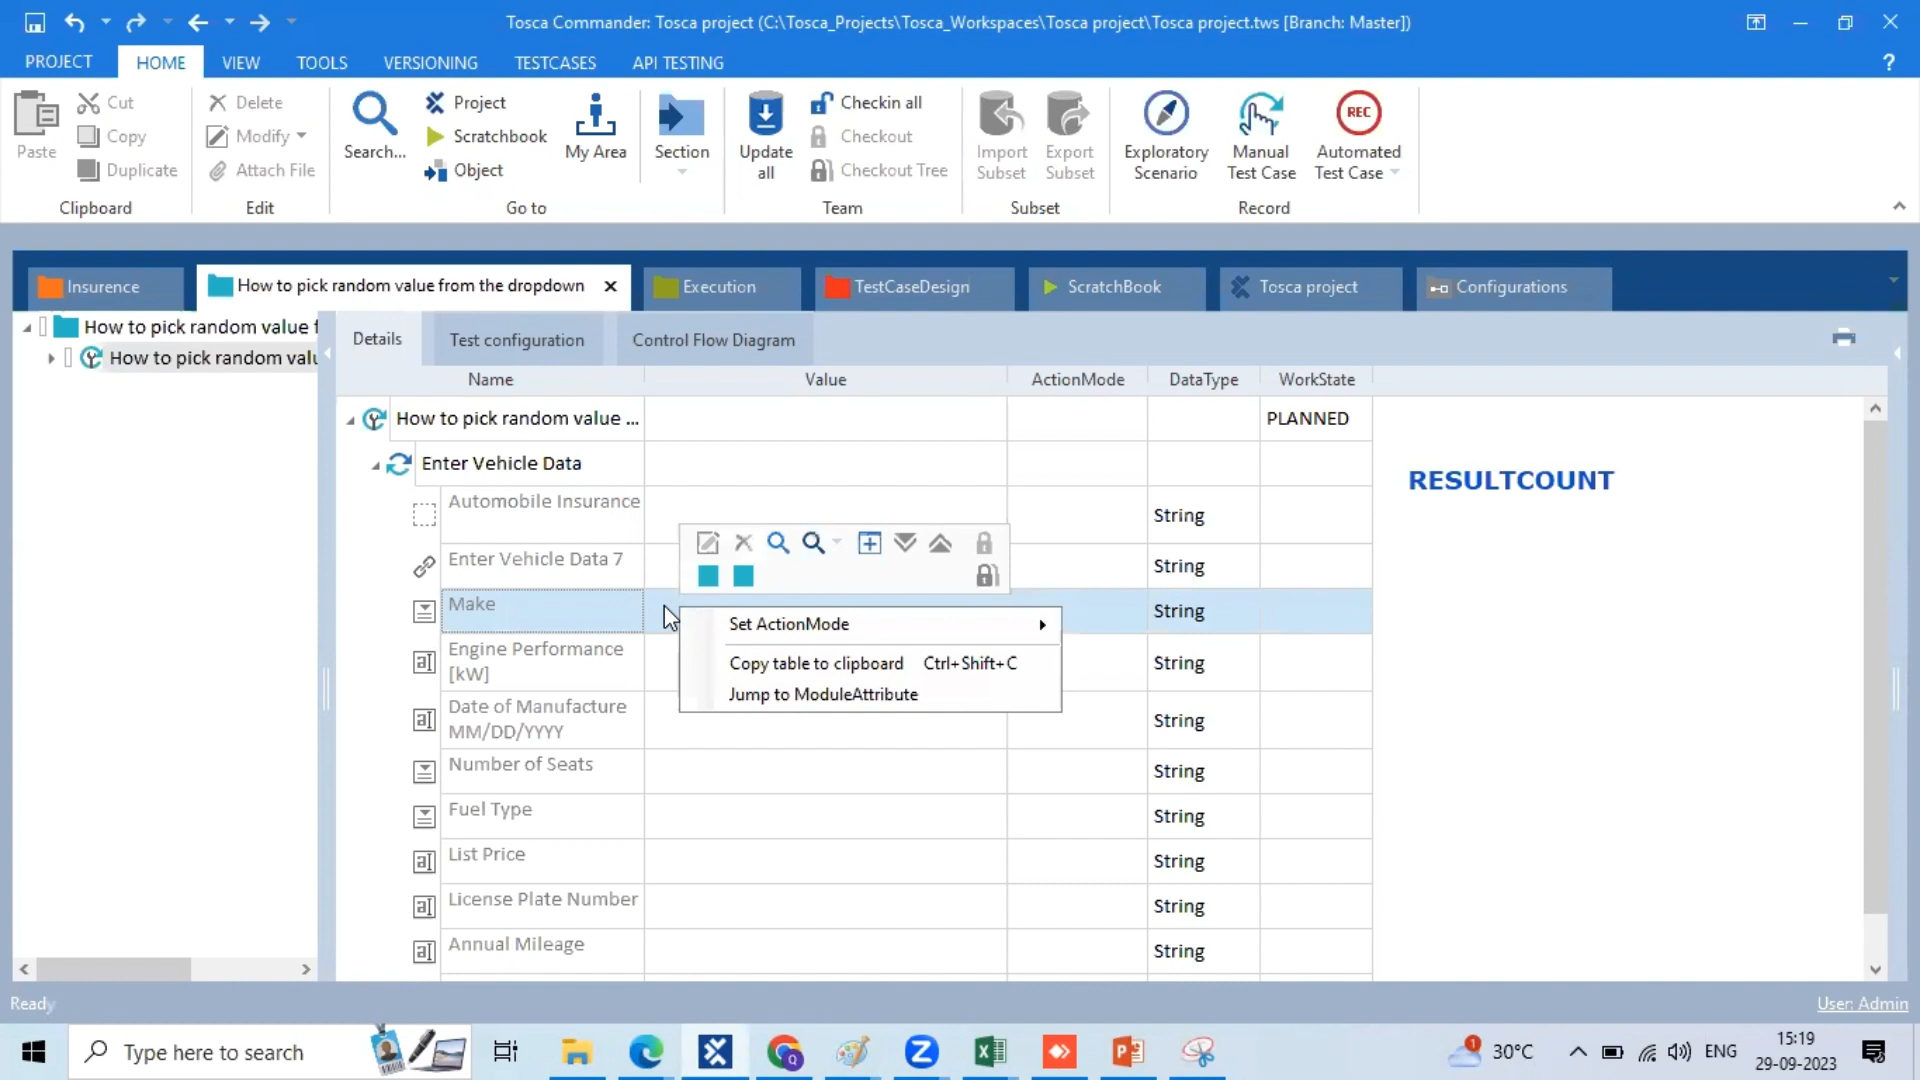 Tosca Commander: Tosca project (C:\Tosca_Projects\Tosca_Workspaces\Tosca project\Tosca project.tws [Branch: Master])
PROJECT HOME VIEW TOOLS VERSIONING TESTCASES API TESTING ?
Paste
Cut
Copy
Duplicate
Clipboard
Delete
Modify
Attach File
Edit
Search...
Project
Scratchbook
Object
My Area
Go to
Section
Update all
Checkin all
Checkout
Checkout Tree
Team
Import Subset
Export Subset
Subset
Exploratory Scenario
Manual Test Case
REC
Automated Test Case
Record
Insurence
How to pick random value from the dropdown
Execution
TestCaseDesign
ScratchBook
Tosca project
Configurations
How to pick random value f
How to pick random valu
Details Test configuration Control Flow Diagram
Name Value ActionMode DataType WorkState
How to pick random value ... PLANNED
Enter Vehicle Data
Automobile Insurance String
Enter Vehicle Data 7 String
Make String
Engine Performance [kW] String
Date of Manufacture MM/DD/YYYY String
Number of Seats String
Fuel Type String
List Price String
License Plate Number String
Annual Mileage String
Set ActionMode
Copy table to clipboard Ctrl+Shift+C
Jump to ModuleAttribute
RESULTCOUNT
Ready
User: Admin
Type here to search
1
30°C
ENG
15:19
29-09-2023